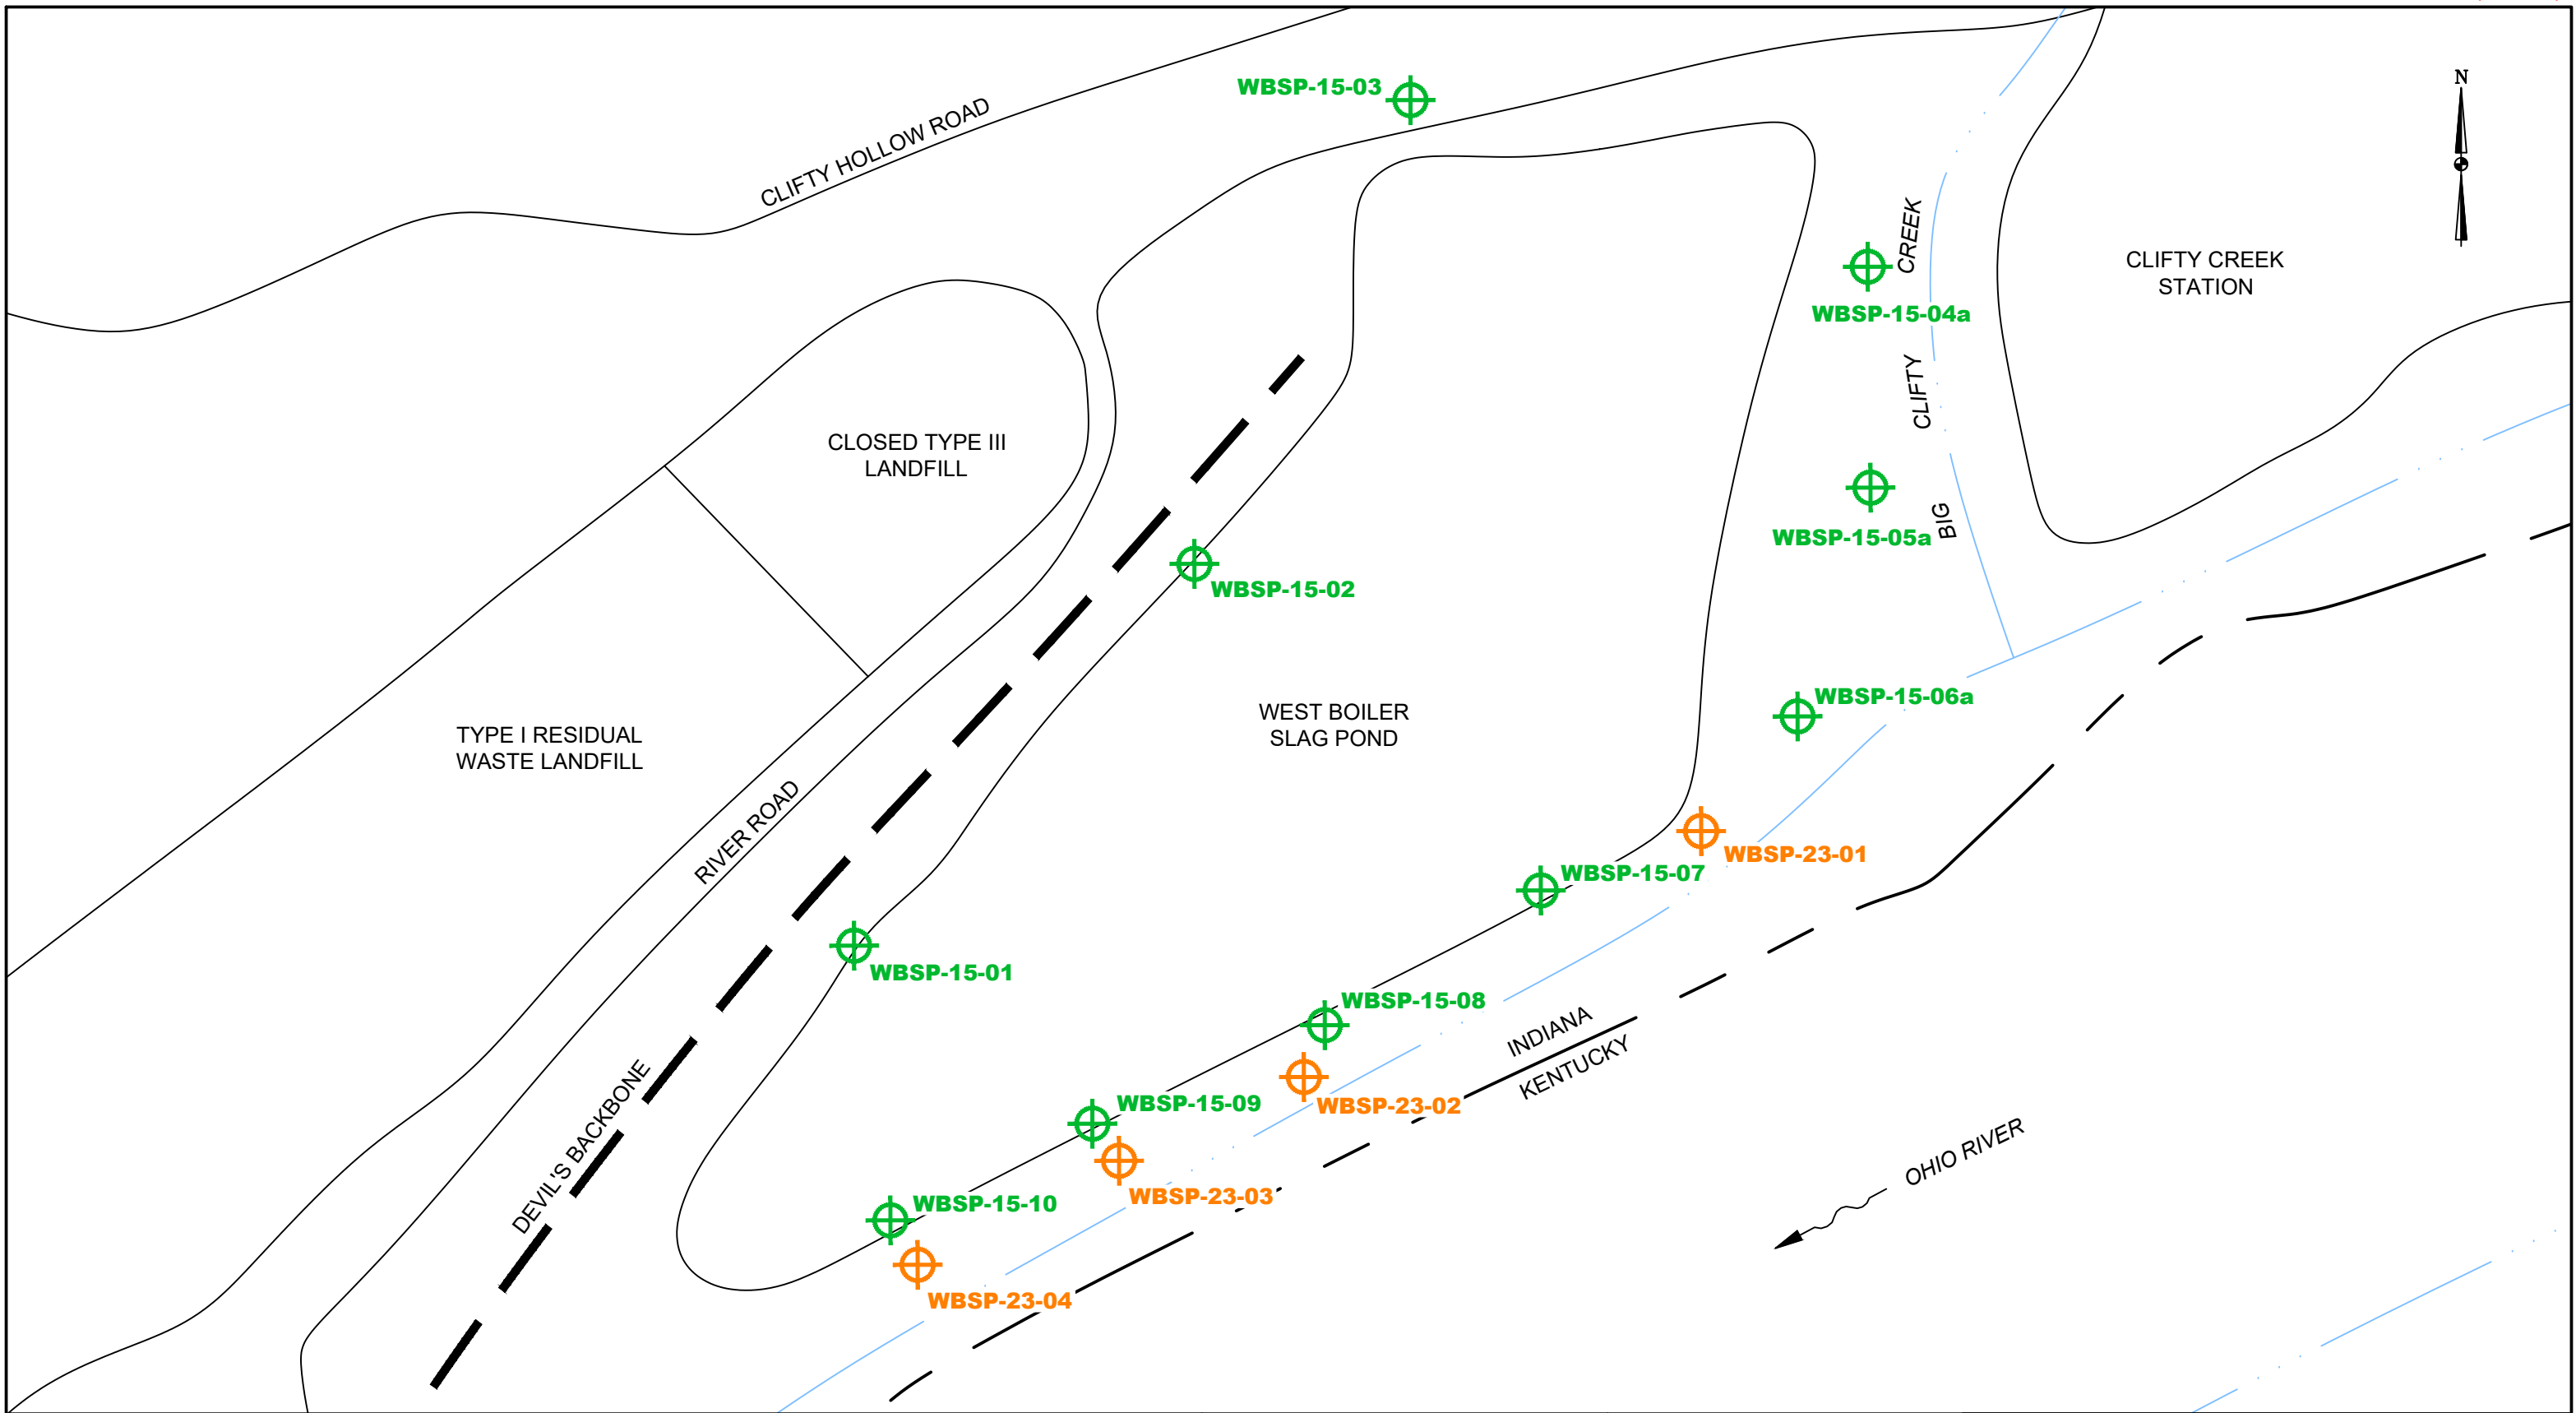 N
WBSP-15-03
CLIFTY HOLLOW ROAD
CREEK
CLIFTY CREEK
STATION
WBSP-15-04a
CLIFTY
CLOSED TYPE III
LANDFILL
BIG
WBSP-15-05a
WBSP-15-02
WBSP-15-06a
WEST BOILER
SLAG POND
TYPE I RESIDUAL
WASTE LANDFILL
RIVER ROAD
WBSP-23-01
WBSP-15-07
WBSP-15-01
WBSP-15-08
INDIANA
KENTUCKY
WBSP-15-09
WBSP-23-02
DEVIL'S BACKBONE
OHIO RIVER
WBSP-23-03
WBSP-15-10
WBSP-23-04